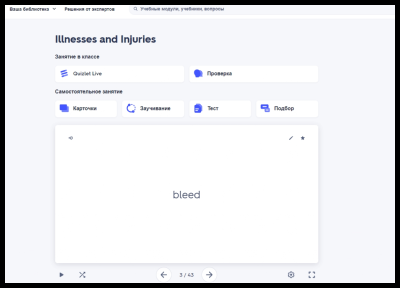 Ваша библиотека
Решения от экспертов
Учебные модули, учебники, вопросы
Illnesses and Injuries
Занятие в классе
Quizlet Live
Проверка
Самостоятельное занятие
Карточки
Заучивание
Тест
Подбор
bleed
3 / 43